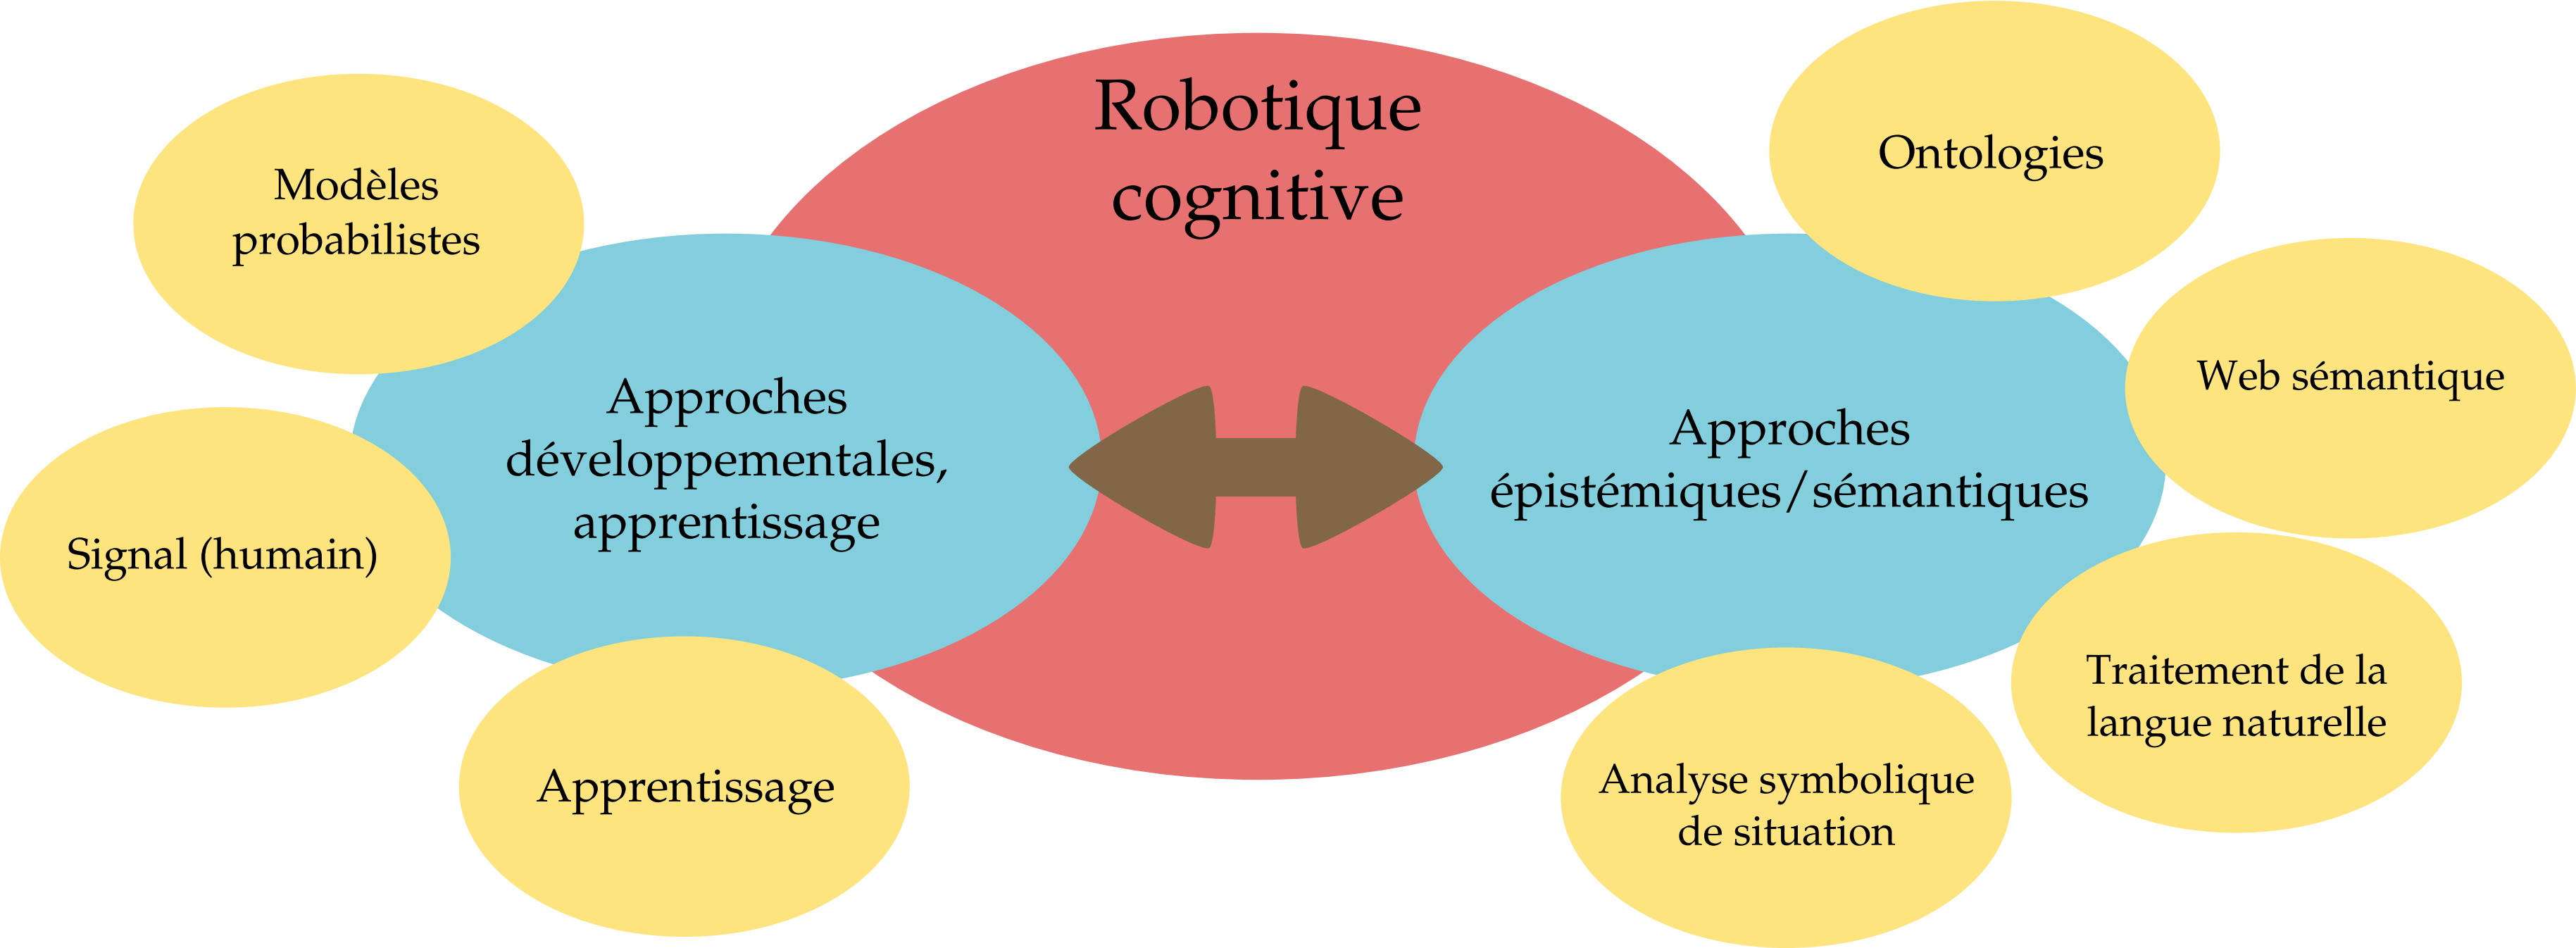 Robotique
cognitive
Modèles
probabilistes
Signal (humain)
Apprentissage
Approches
développementales,
apprentissage
Approches
épistémiques/sémantiques
Ontologies
Web sémantique
Traitement de la
langue naturelle
Analyse symbolique
de situation